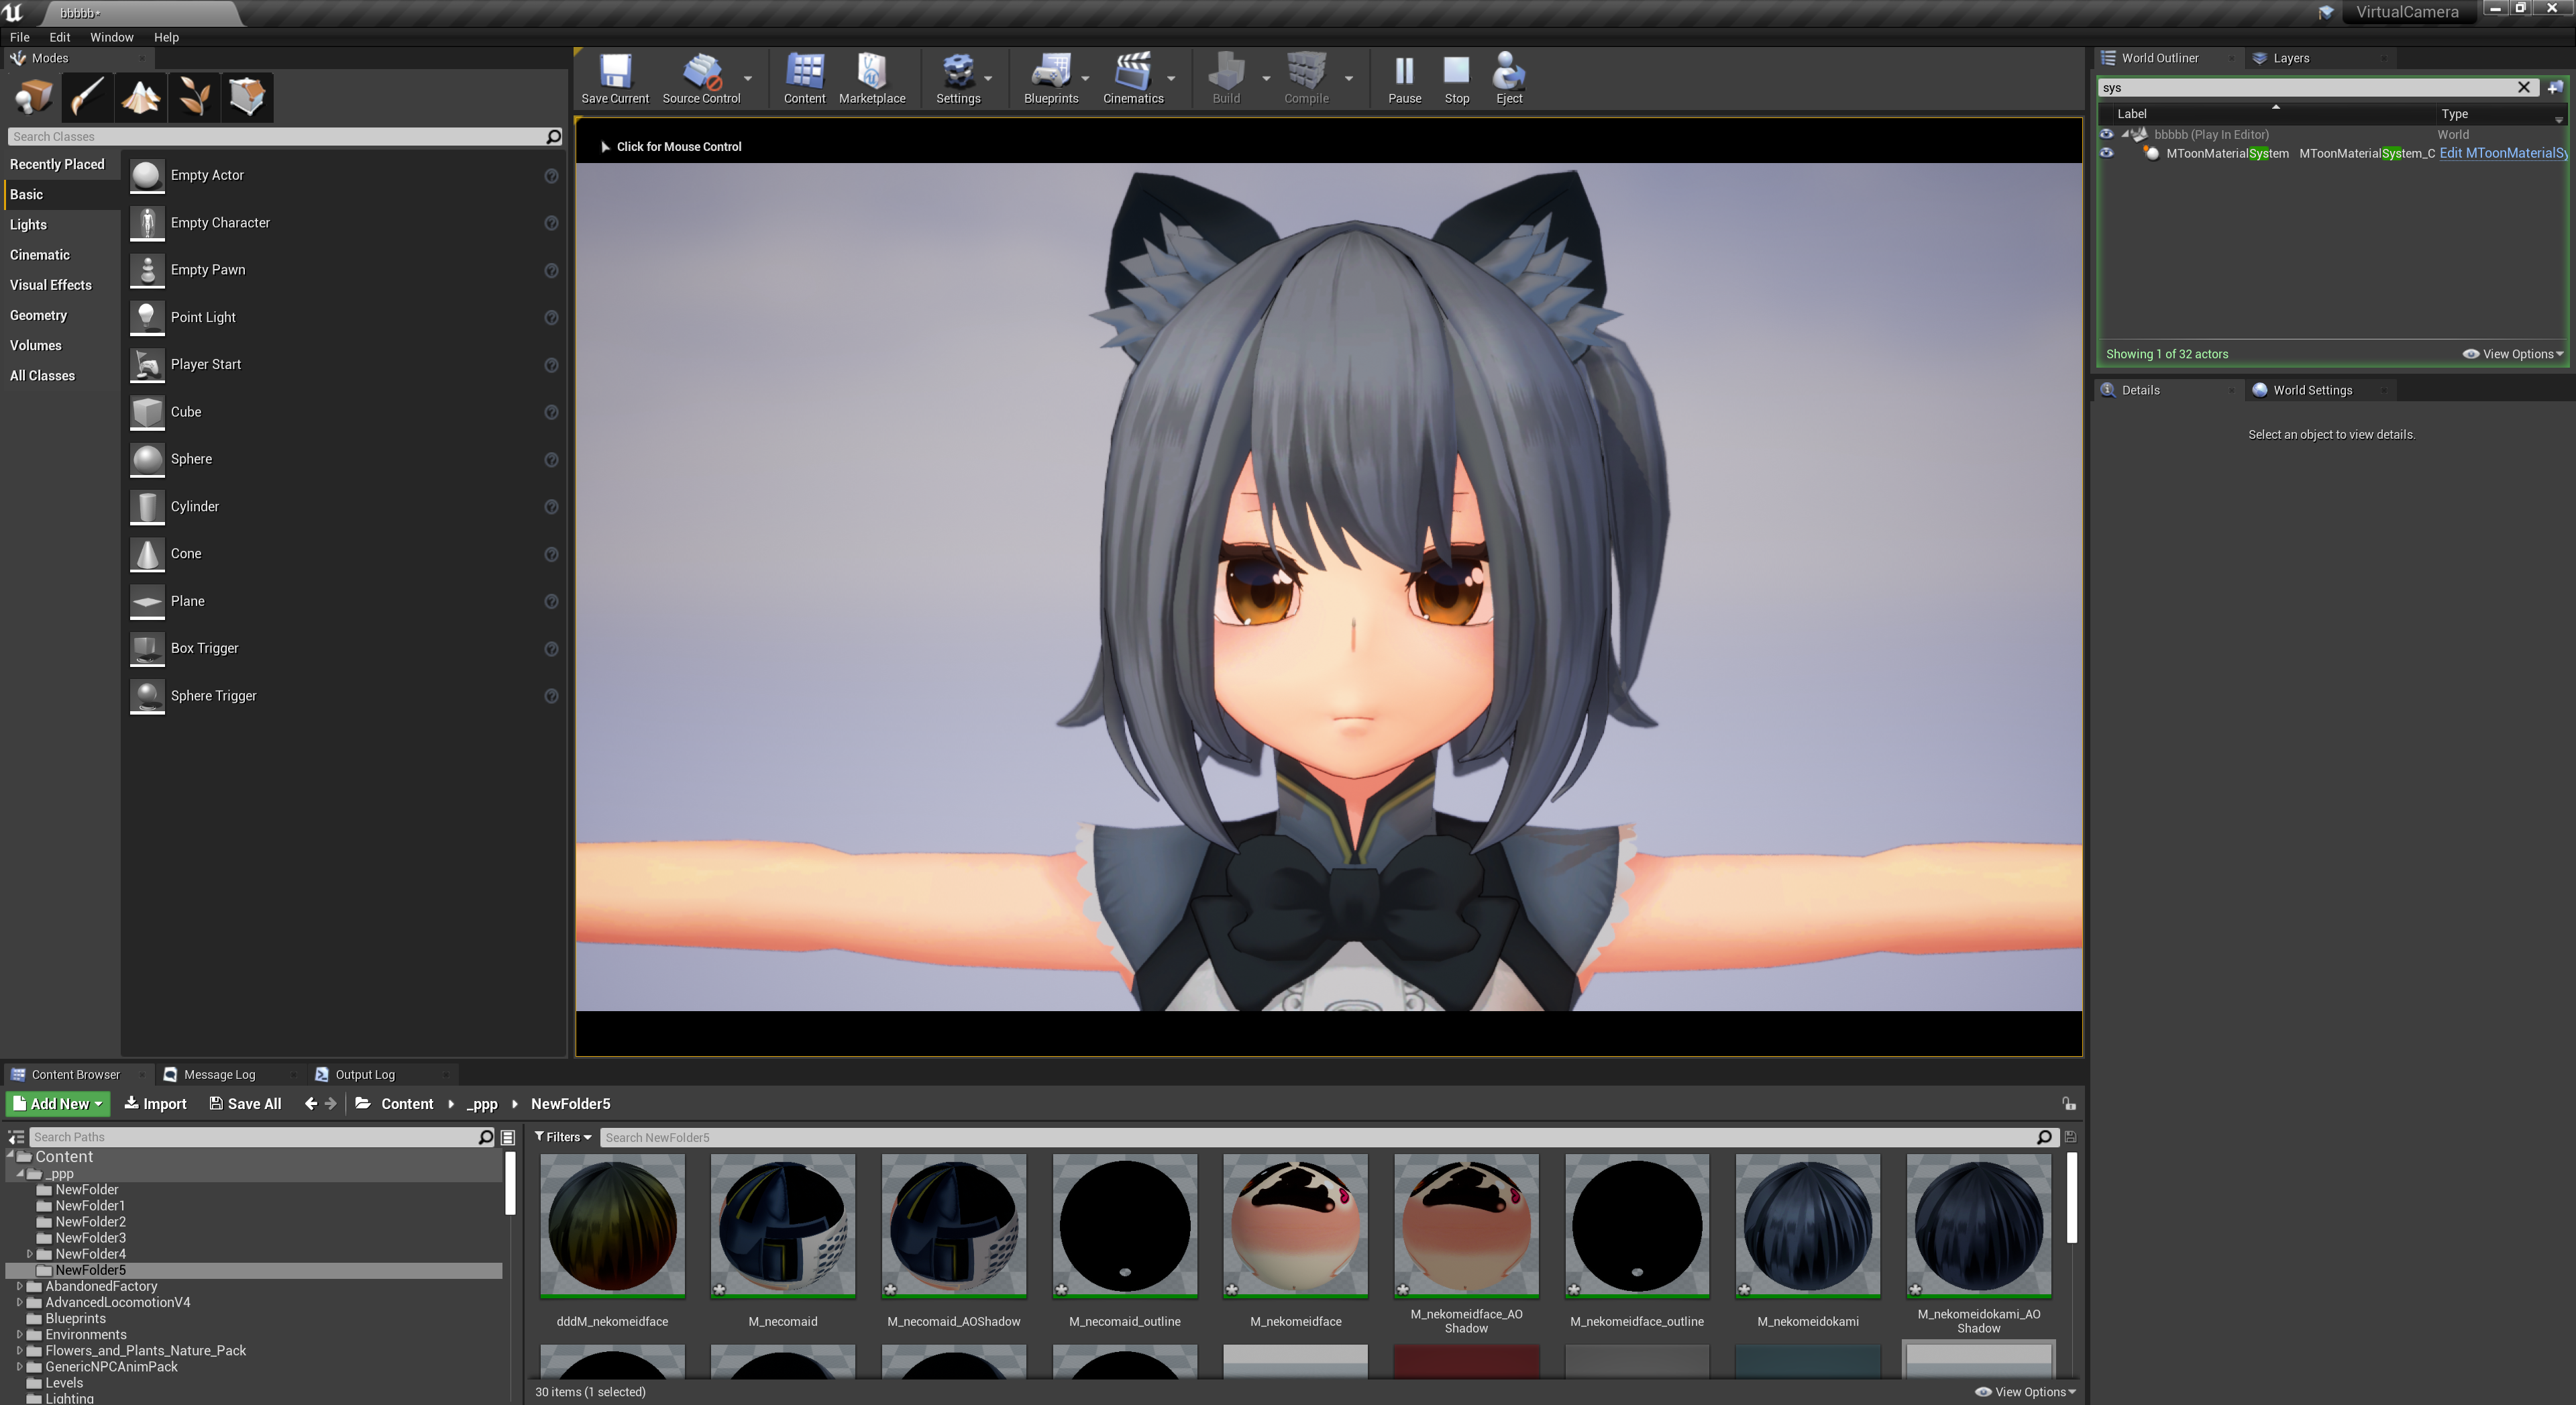 bbbbb*
VirtualCamera
File Edit Window Help
Modes
Search Classes
Recently Placed
Basic
Lights
Cinematic
Visual Effects
Geometry
Volumes
All Classes
Empty Actor
Empty Character
Empty Pawn
Point Light
Player Start
Cube
Sphere
Cylinder
Cone
Plane
Box Trigger
Sphere Trigger
Save Current Source Control Content Marketplace Settings Blueprints Cinematics Build Compile Pause Stop Eject
Click for Mouse Control
World Outliner Layers
sys
Label Type
bbbbb (Play In Editor) World
MToonMaterialSystem MToonMaterialSystem_C Edit MToonMaterialSy
Showing 1 of 32 actors View Options
Details World Settings
Select an object to view details.
Content Browser Message Log Output Log
Add New Import Save All Content _ppp NewFolder5
Search Paths
Content
_ppp
NewFolder
NewFolder1
NewFolder2
NewFolder3
NewFolder4
NewFolder5
AbandonedFactory
AdvancedLocomotionV4
Blueprints
Environments
Flowers_and_Plants_Nature_Pack
GenericNPCAnimPack
Levels
Lighting
Filters Search NewFolder5
dddM_nekomeidface
M_necomaid
M_necomaid_AOShadow
M_necomaid_outline
M_nekomeidface
M_nekomeidface_AO
Shadow
M_nekomeidface_outline
M_nekomeidokami
M_nekomeidokami_AO
Shadow
30 items (1 selected) View Options